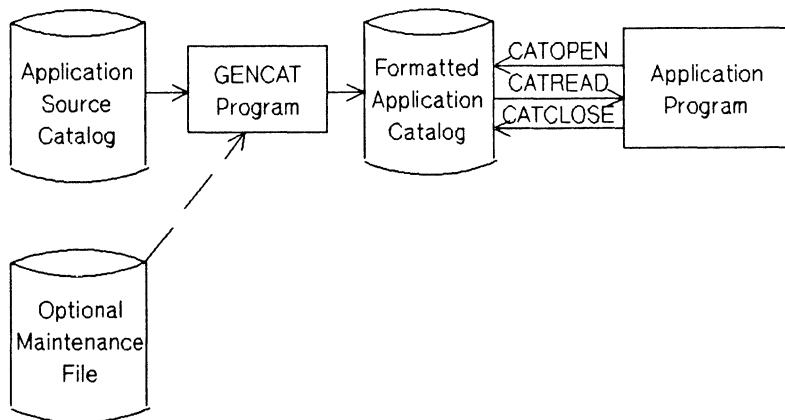 Application
Source
Catalog
GENCAT
Program
Formatted
Application
Catalog
CATOPEN
CATREAD
CATCLOSE
Application
Program
Optional
Maintenance
File